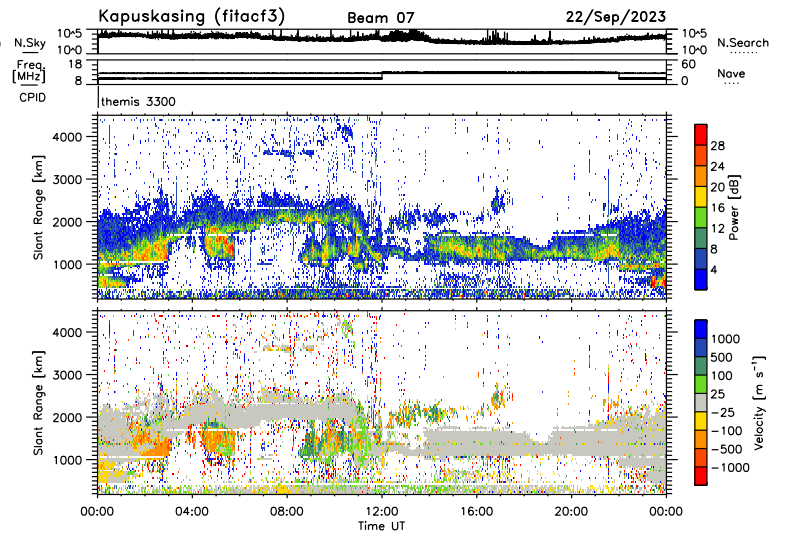 Kapuskasing (fitacf3) Beam 07 22/Sep/2023
N.Sky 10^5 10^0 10^5 10^0 N.Search
Freq. [MHz] 18 8 60 0 Nave
CPID themis 3300
Slant Range [km] 4000 3000 2000 1000
Power [dB] 28 24 20 16 12 8 4
Slant Range [km] 4000 3000 2000 1000
Velocity [m s⁻¹] 1000 500 100 25 −25 −100 −500 −1000
00:00 04:00 08:00 12:00 16:00 20:00 00:00
Time UT